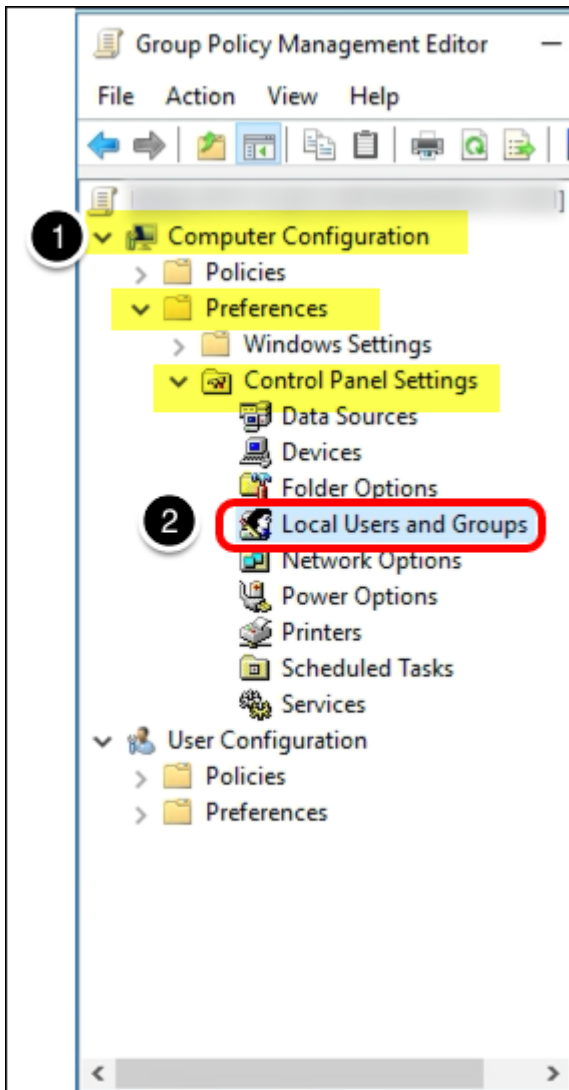 Group Policy Management Editor
File Action View Help
]
1 Computer Configuration
Policies
Preferences
Windows Settings
Control Panel Settings
Data Sources
Devices
Folder Options
2 Local Users and Groups
Network Options
Power Options
Printers
Scheduled Tasks
Services
User Configuration
Policies
Preferences